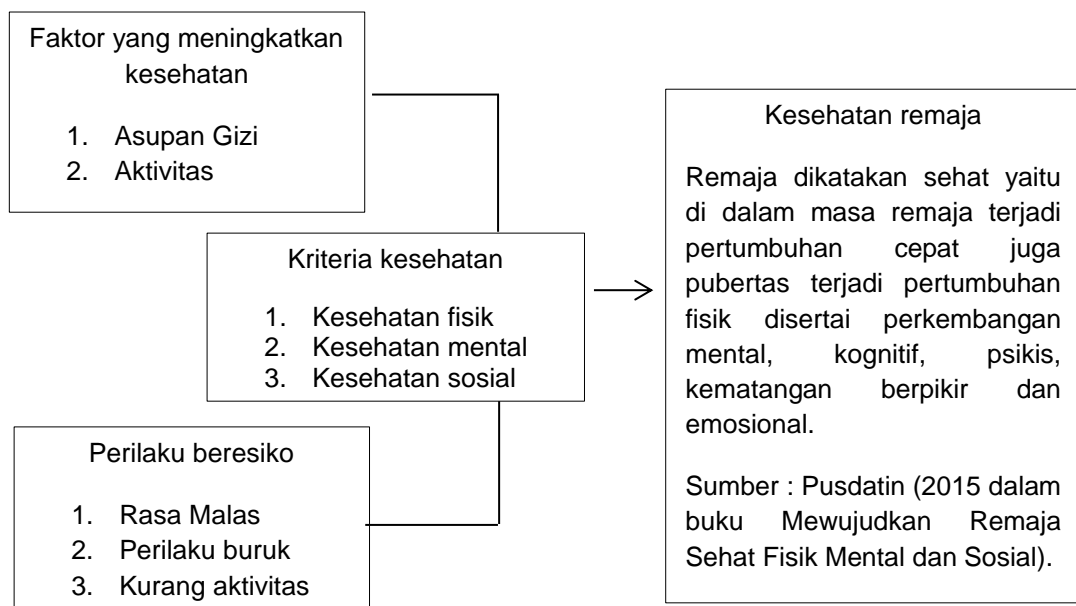 Faktor yang meningkatkan
kesehatan
1. Asupan Gizi
2. Aktivitas
Kriteria kesehatan
1. Kesehatan fisik
2. Kesehatan mental
3. Kesehatan sosial
Perilaku beresiko
1. Rasa Malas
2. Perilaku buruk
3. Kurang aktivitas
Kesehatan remaja
Remaja dikatakan sehat yaitu
di dalam masa remaja terjadi
pertumbuhan cepat juga
pubertas terjadi pertumbuhan
fisik disertai perkembangan
mental, kognitif, psikis,
kematangan berpikir dan
emosional.
Sumber : Pusdatin (2015 dalam
buku Mewujudkan Remaja
Sehat Fisik Mental dan Sosial).